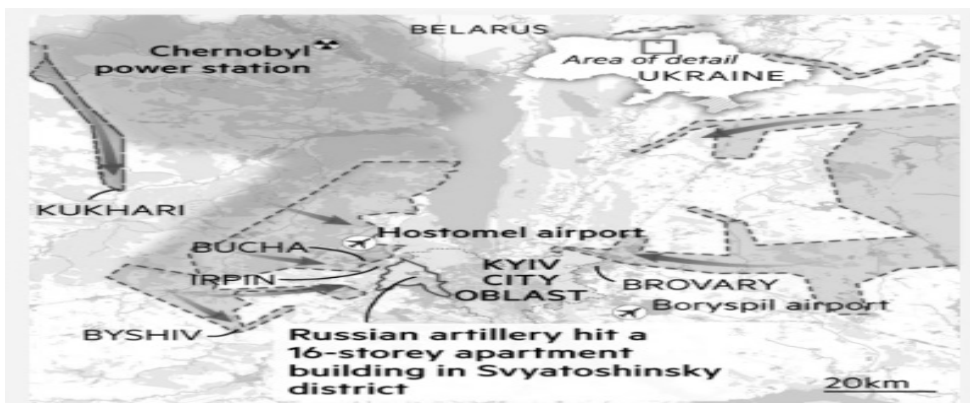 BELARUS
Chernobyl
power station
Area of detail
UKRAINE
KUKHARI
Hostomel airport
BUCHA
IRPIN
KYIV
CITY
OBLAST
BROVARY
Boryspil airport
BYSHIV
Russian artillery hit a
16-storey apartment
building in Svyatoshinsky
district
20km